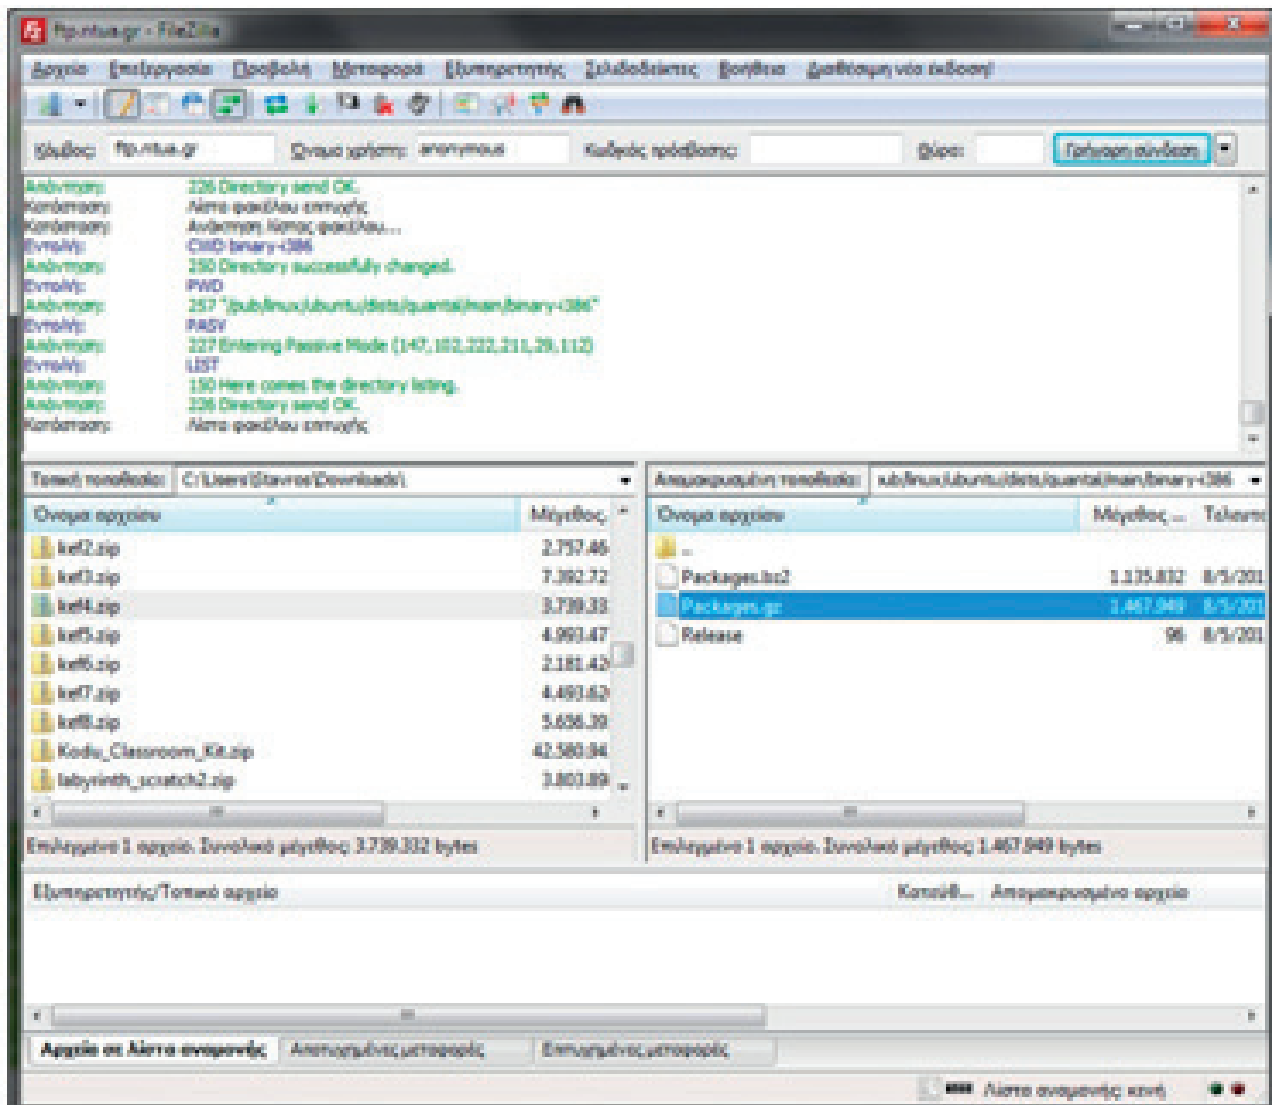 ftp.ntua.gr - FileZilla
Αρχείο Επεξεργασία Προβολή Μεταφορά Εξυπηρετητής Σελιδοδείκτες Βοήθεια Διαθέσιμη νέα έκδοση!
Κόμβος: ftp.ntua.gr Όνομα χρήστη: anonymous Κωδικός πρόσβασης: Θύρα: Γρήγορη σύνδεση
Απάντηση: 226 Directory send OK.
Κατάσταση: Λίστα φακέλου επιτυχής
Κατάσταση: Ανάκτηση λίστας φακέλου...
Εντολή: CWD binary-i386
Απάντηση: 250 Directory successfully changed.
Εντολή: PWD
Απάντηση: 257 "/pub/linux/ubuntu/dists/quantal/main/binary-i386"
Εντολή: PASV
Απάντηση: 227 Entering Passive Mode (147,102,222,211,29,112)
Εντολή: LIST
Απάντηση: 150 Here comes the directory listing.
Απάντηση: 226 Directory send OK.
Κατάσταση: Λίστα φακέλου επιτυχής
Τοπική τοποθεσία: C:\Users\Stavros\Downloads\
Όνομα αρχείου Μέγεθος
kef2.zip 2.757.46
kef3.zip 7.392.72
kef4.zip 3.739.33
kef5.zip 4.993.47
kef6.zip 2.181.42
kef7.zip 4.493.62
kef8.zip 5.656.39
Kodu_Classroom_Kit.zip 42.580.94
labyrinth_scratch2.zip 3.803.89
Επιλεγμένο 1 αρχείο. Συνολικό μέγεθος: 3.739.332 bytes
Απομακρυσμένη τοποθεσία: ub/linux/ubuntu/dists/quantal/main/binary-i386
Όνομα αρχείου Μέγεθος ... Τελευτα
..
Packages.bz2 1.135.832 8/5/201
Packages.gz 1.467.949 8/5/201
Release 96 8/5/201
Επιλεγμένο 1 αρχείο. Συνολικό μέγεθος: 1.467.949 bytes
Εξυπηρετητής/Τοπικό αρχείο Κατεύθ... Απομακρυσμένο αρχείο
Αρχεία σε λίστα αναμονής Αποτυχημένες μεταφορές Επιτυχημένες μεταφορές
Λίστα αναμονής: κενή